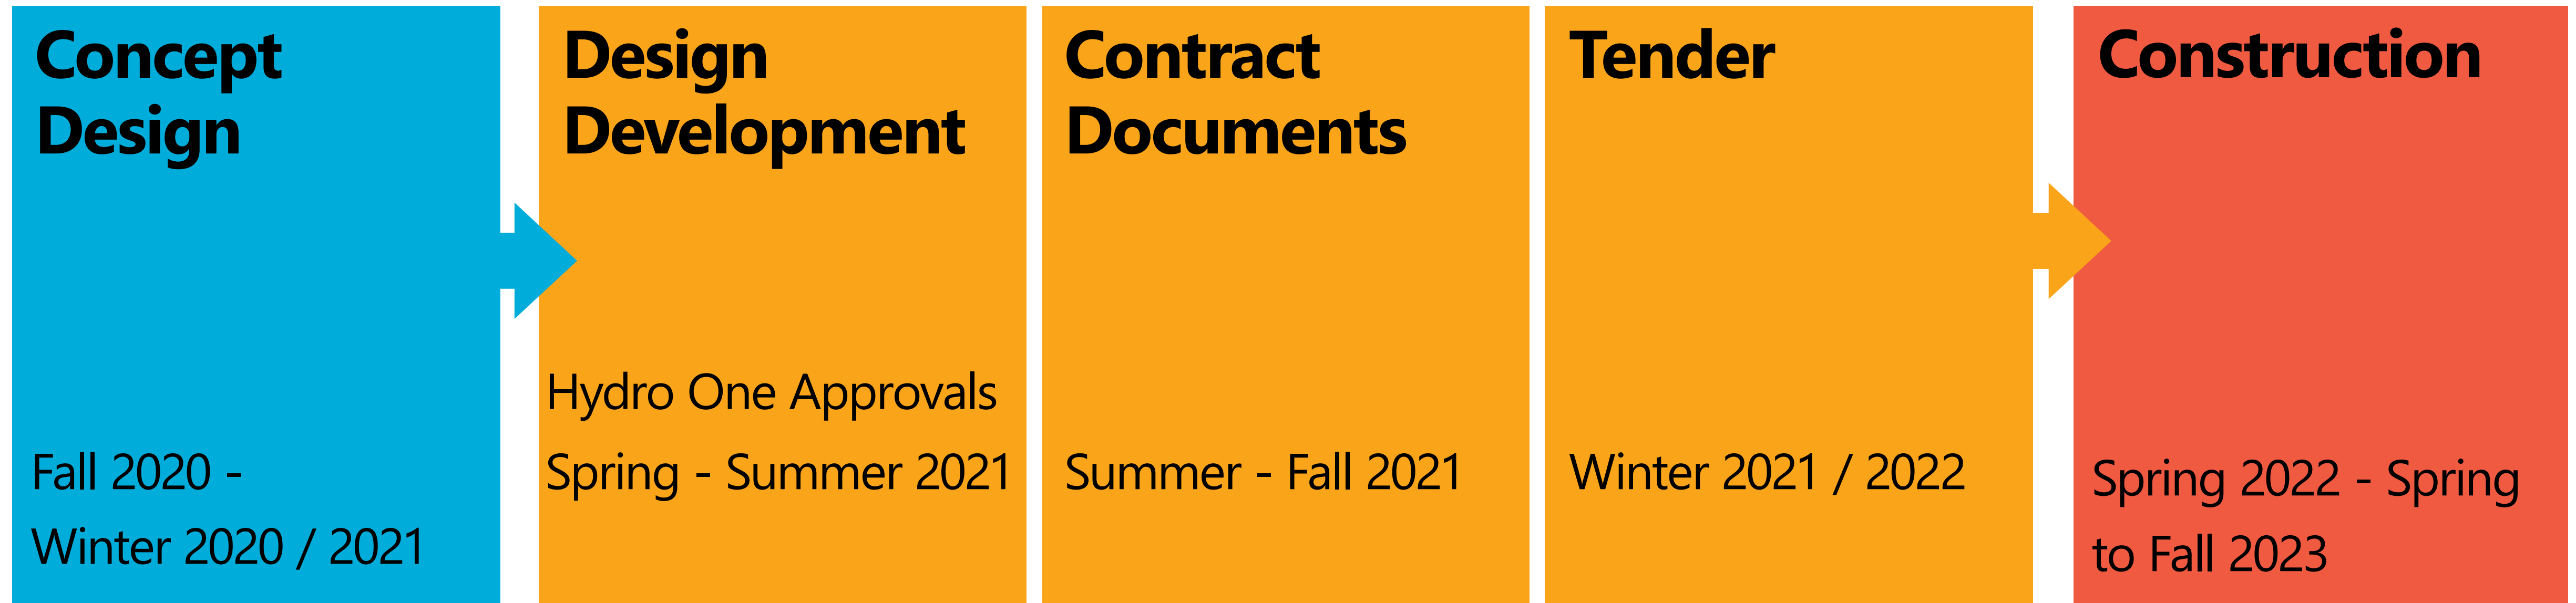 Concept
Design
Fall 2020 -
Winter 2020 / 2021
Design
Development
Hydro One Approvals
Spring - Summer 2021
Contract
Documents
Summer - Fall 2021
Tender
Winter 2021 / 2022
Construction
Spring 2022 - Spring
to Fall 2023